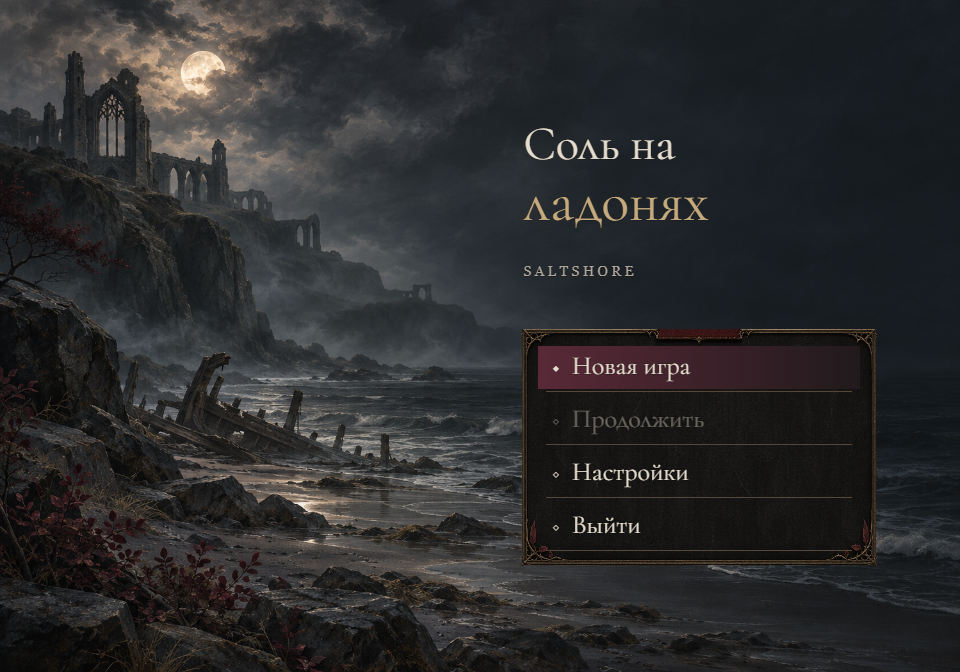 Соль на
ладонях
SALTSHORE
Новая игра
Продолжить
Настройки
Выйти